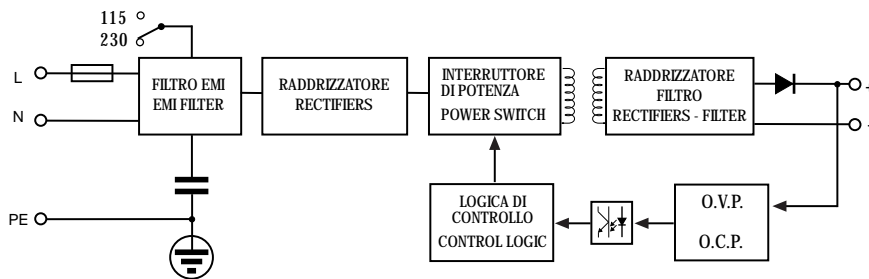 115
230
L
N
PE
FILTRO EMI
EMI FILTER
RADDRIZZATORE
RECTIFIERS
INTERRUTTORE
DI POTENZA
POWER SWITCH
RADDRIZZATORE
FILTRO
RECTIFIERS - FILTER
LOGICA DI
CONTROLLO
CONTROL LOGIC
O.V.P.
O.C.P.